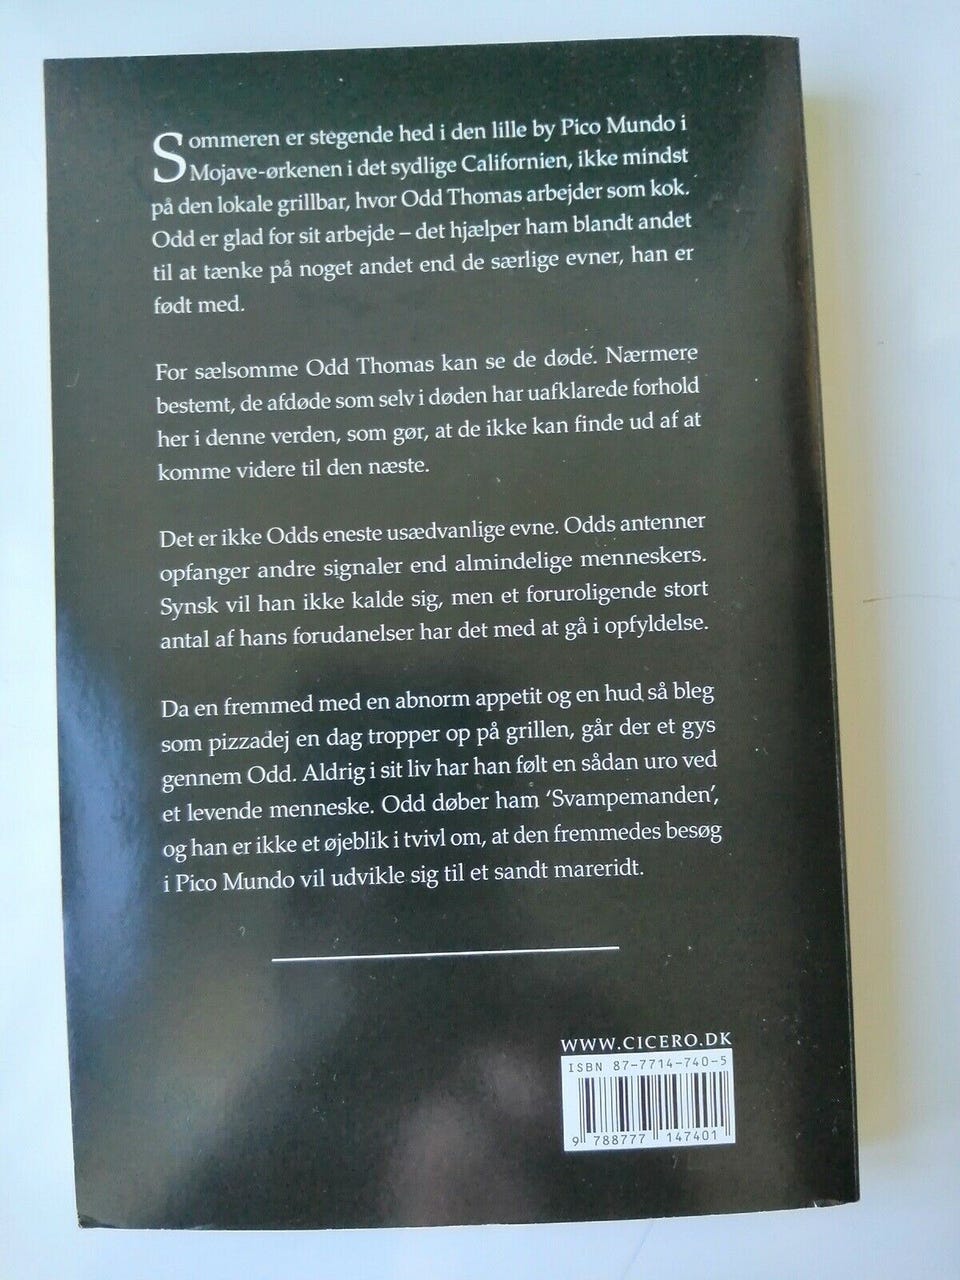 Sommeren er stegende hed i den lille by Pico Mundo i
Mojave-ørkenen i det sydlige Californien, ikke mindst
på den lokale grillbar, hvor Odd Thomas arbejder som kok.
Odd er glad for sit arbejde – det hjælper ham blandt andet
til at tænke på noget andet end de særlige evner, han er
født med.
For sælsomme Odd Thomas kan se de døde. Nærmere
bestemt, de afdøde som selv i døden har uafklarede forhold
her i denne verden, som gør, at de ikke kan finde ud af at
komme videre til den næste.
Det er ikke Odds eneste usædvanlige evne. Odds antenner
opfanger andre signaler end almindelige menneskers.
Synsk vil han ikke kalde sig, men et foruroligende stort
antal af hans forudanelser har det med at gå i opfyldelse.
Da en fremmed med en abnorm appetit og en hud så bleg
som pizzadej en dag tropper op på grillen, går der et gys
gennem Odd. Aldrig i sit liv har han følt en sådan uro ved
et levende menneske. Odd døber ham ‘Svampemanden’,
og han er ikke et øjeblik i tvivl om, at den fremmedes besøg
i Pico Mundo vil udvikle sig til et sandt mareridt.
WWW.CICERO.DK
ISBN 87-7714-740-5
9 788777 147401